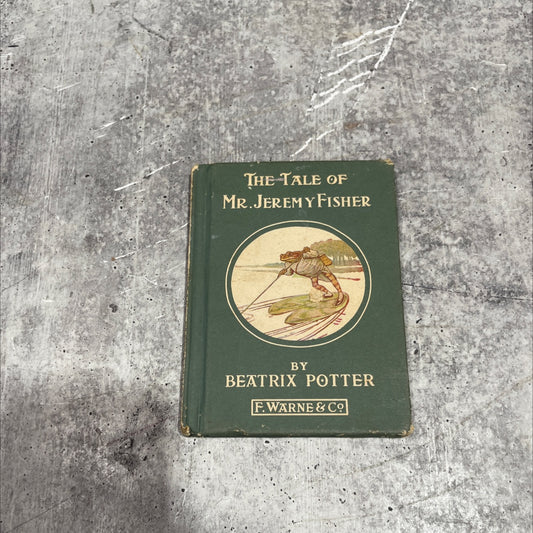 THE TALE OF
MR. JEREMY FISHER
BY
BEATRIX POTTER
F. WARNE & Co